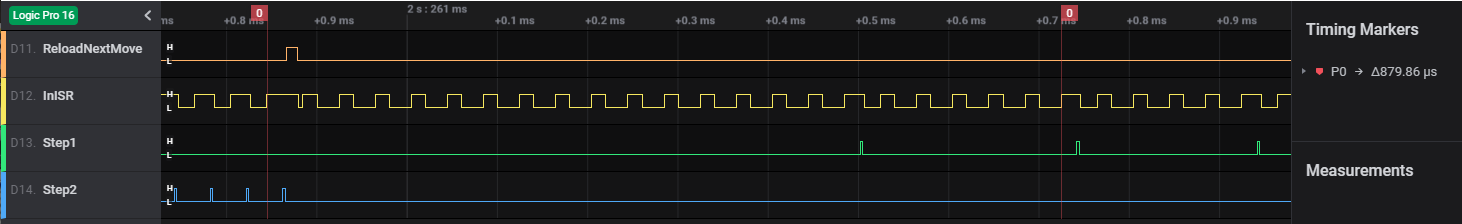 Logic Pro 16
2 s : 261 ms
ms +0.8 ms +0.9 ms +0.1 ms +0.2 ms +0.3 ms +0.4 ms +0.5 ms +0.6 ms +0.7 ms +0.8 ms +0.9 ms
0 0
Timing Markers
P0 → Δ879.86 µs
D11. ReloadNextMove H L
D12. InISR H L
D13. Step1 H L
Measurements
D14. Step2 H L